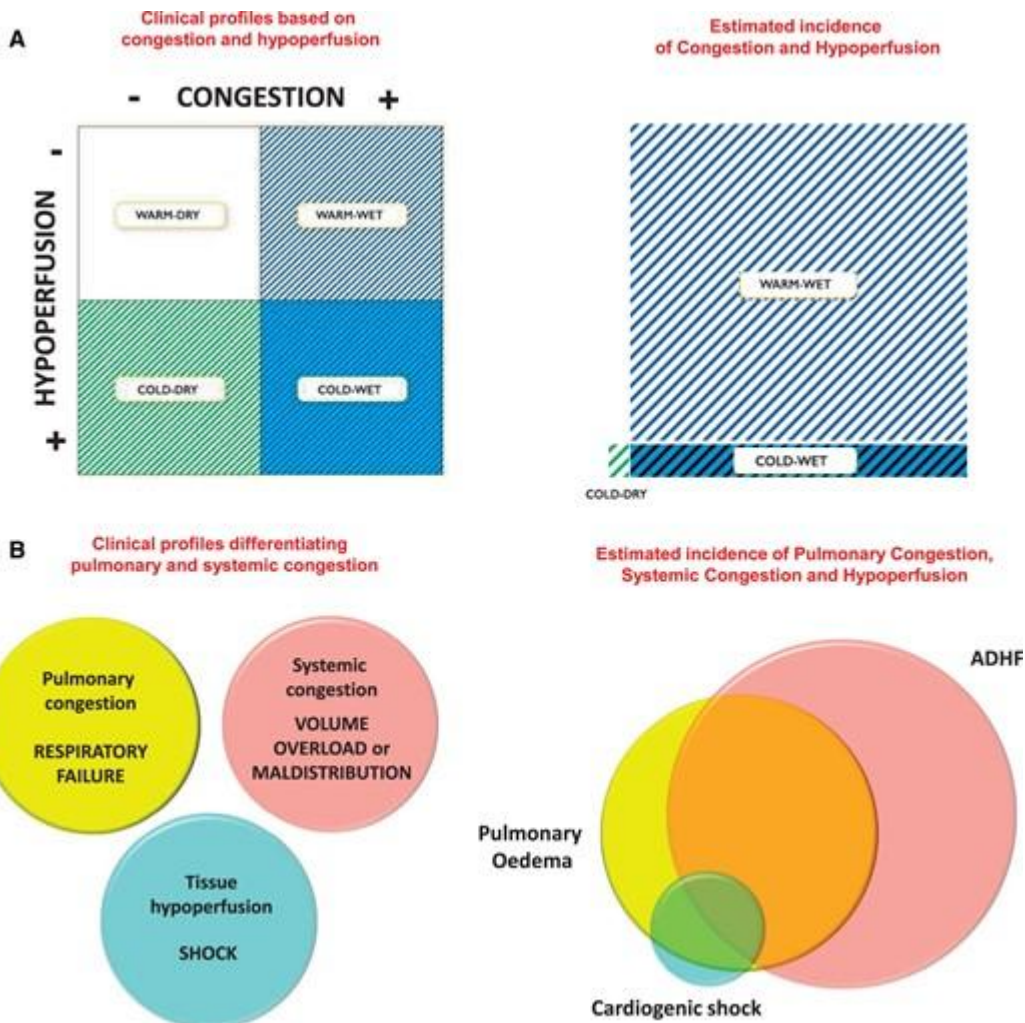 A
Clinical profiles based on
congestion and hypoperfusion
- CONGESTION +
-
HYPOPERFUSION
+
WARM-DRY
WARM-WET
COLD-DRY
COLD-WET
Estimated incidence
of Congestion and Hypoperfusion
WARM-WET
COLD-WET
COLD-DRY
B
Clinical profiles differentiating
pulmonary and systemic congestion
Pulmonary
congestion
RESPIRATORY
FAILURE
Systemic
congestion
VOLUME
OVERLOAD or
MALDISTRIBUTION
Tissue
hypoperfusion
SHOCK
Estimated incidence of Pulmonary Congestion,
Systemic Congestion and Hypoperfusion
ADHF
Pulmonary
Oedema
Cardiogenic shock